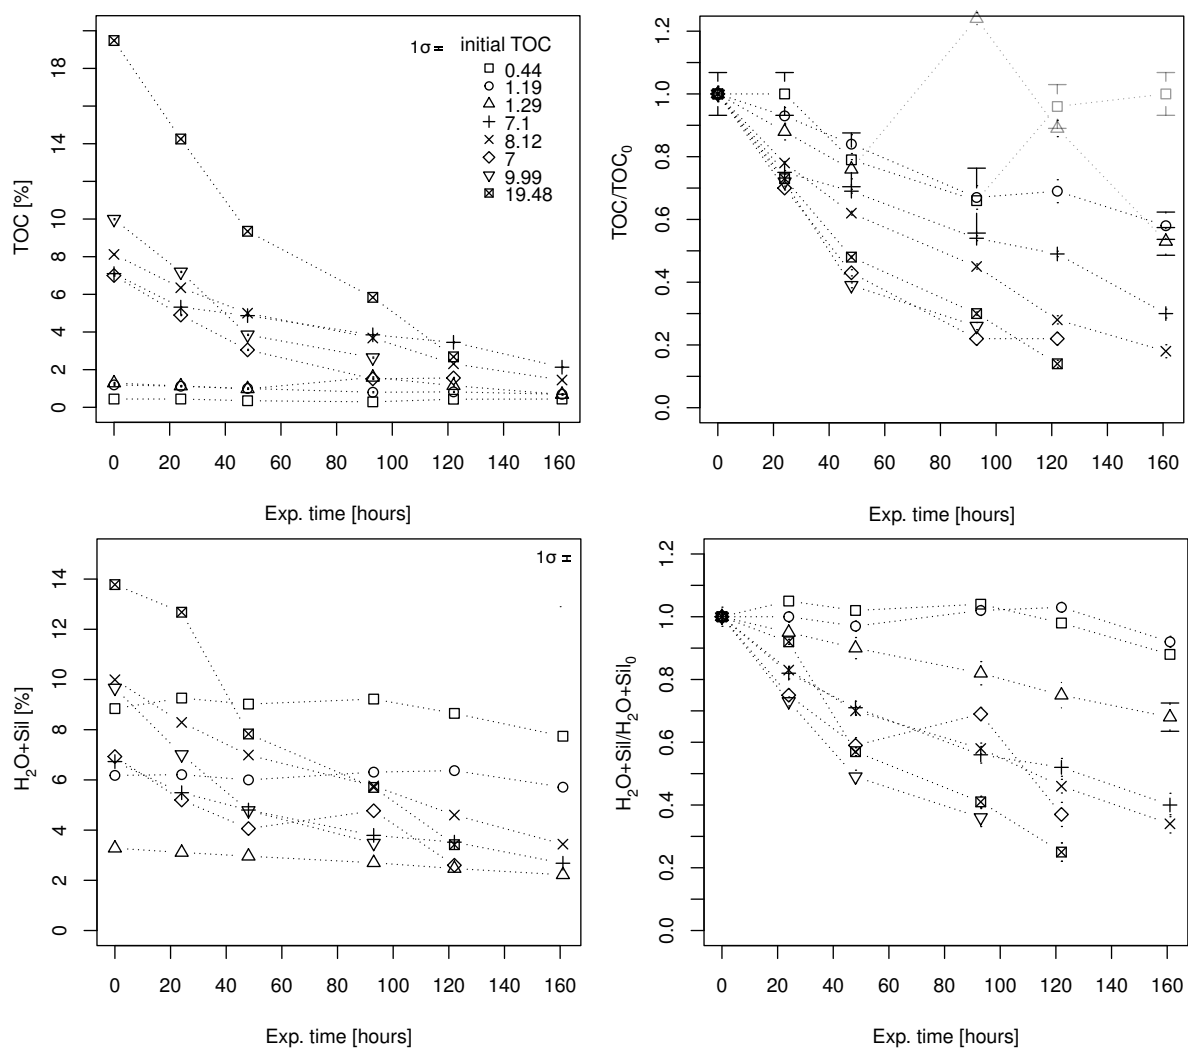 1σ = initial TOC
0.44
1.19
1.29
7.1
8.12
7
9.99
19.48
TOC [%]
0 2 4 6 8 10 14 18
0 20 40 60 80 100 120 140 160
Exp. time [hours]
TOC/TOC₀
0.0 0.2 0.4 0.6 0.8 1.0 1.2
0 20 40 60 80 100 120 140 160
Exp. time [hours]
1σ =
H₂O+Sil [%]
0 2 4 6 8 10 12 14
0 20 40 60 80 100 120 140 160
Exp. time [hours]
H₂O+Sil/H₂O+Sil₀
0.0 0.2 0.4 0.6 0.8 1.0 1.2
0 20 40 60 80 100 120 140 160
Exp. time [hours]